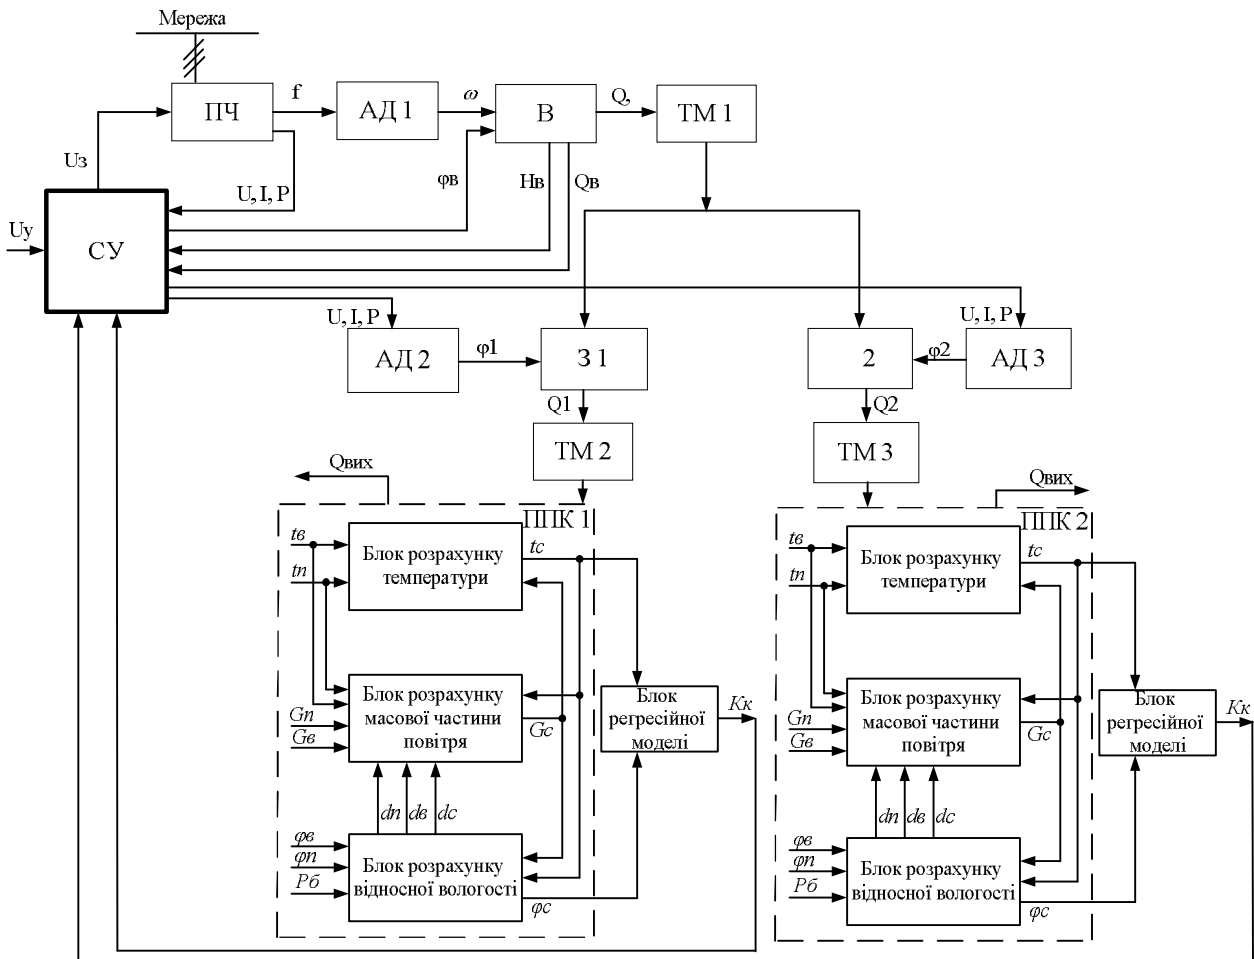 Мережа
ПЧ
f
АД 1
ω
В
Q,
ТМ 1
Uз
U, I, P
φв
Нв
Qв
Uу
СУ
U, I, P
U, I, P
АД 2
φ1
З 1
2
φ2
АД 3
Q1
Q2
ТМ 2
ТМ 3
Qвих
Qвих
ППК 1
tв
tп
Блок розрахунку
температури
tс
Блок розрахунку
масової частини
повітря
Gп
Gв
Gс
Блок
регресійної
моделі
Кк
dп
dв
dс
φв
φп
Рб
Блок розрахунку
відносної вологості
φс
ППК 2
tв
tп
Блок розрахунку
температури
tс
Блок розрахунку
масової частини
повітря
Gп
Gв
Gс
Блок
регресійної
моделі
Кк
dп
dв
dс
φв
φп
Рб
Блок розрахунку
відносної вологості
φс